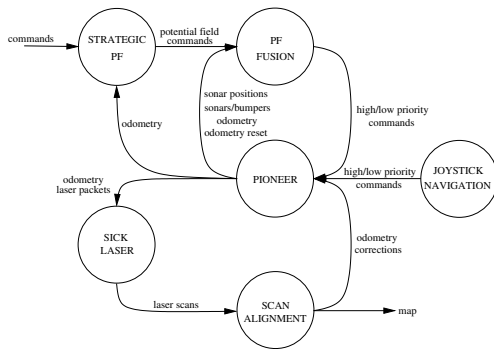 commands
STRATEGIC
PF
potential field
commands
PF
FUSION
sonar positions
sonars/bumpers
odometry
odometry reset
high/low priority
commands
odometry
PIONEER
high/low priority
commands
JOYSTICK
NAVIGATION
odometry
laser packets
SICK
LASER
odometry
corrections
laser scans
SCAN
ALIGNMENT
map